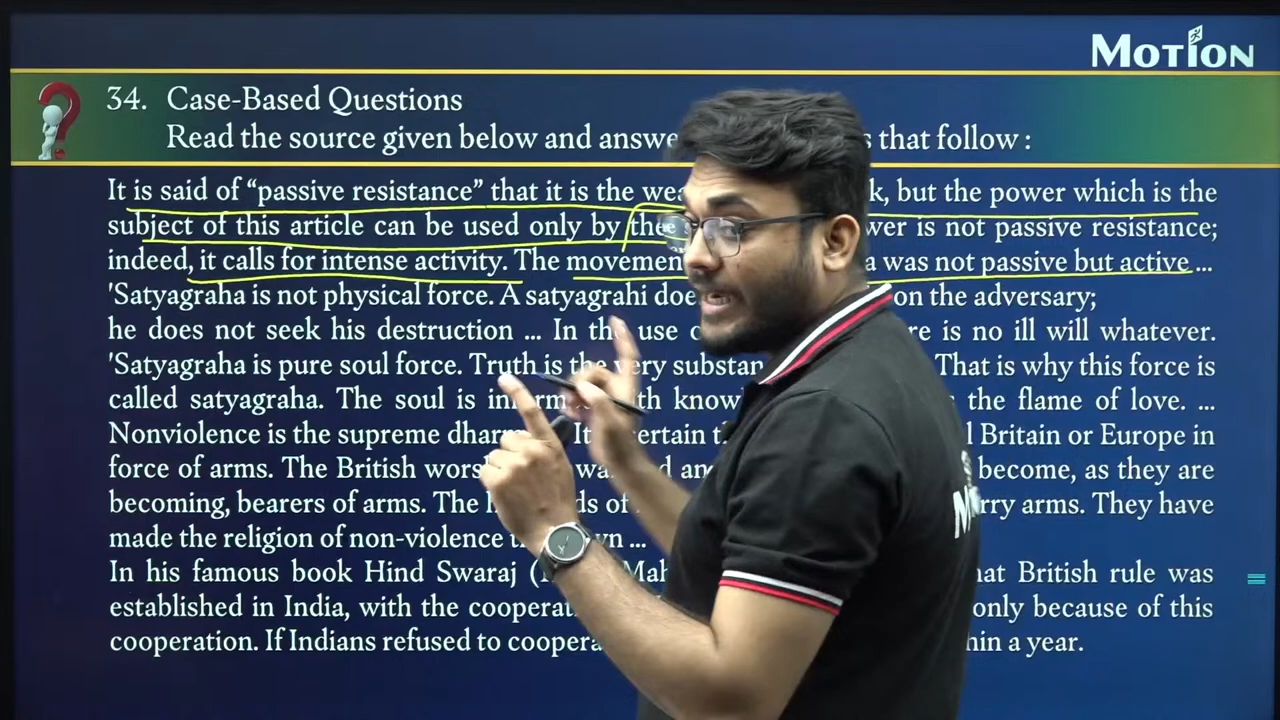 MOTION
34. Case-Based Questions
Read the source given below and answe s that follow :
It is said of “passive resistance” that it is the wea k, but the power which is the
subject of this article can be used only by the wer is not passive resistance;
indeed, it calls for intense activity. The movemen a was not passive but active ...
'Satyagraha is not physical force. A satyagrahi doe on the adversary;
he does not seek his destruction ... In the use re is no ill will whatever.
'Satyagraha is pure soul force. Truth is the very substan That is why this force is
called satyagraha. The soul is know the flame of love. ...
Nonviolence is the supreme dharm ertain l Britain or Europe in
force of arms. The British wors become, as they are
becoming, bearers of arms. The ds of rry arms. They have
made the religion of non-violence wn ...
In his famous book Hind Swaraj ( Mah hat British rule was
established in India, with the cooperat only because of this
cooperation. If Indians refused to coopera hin a year.